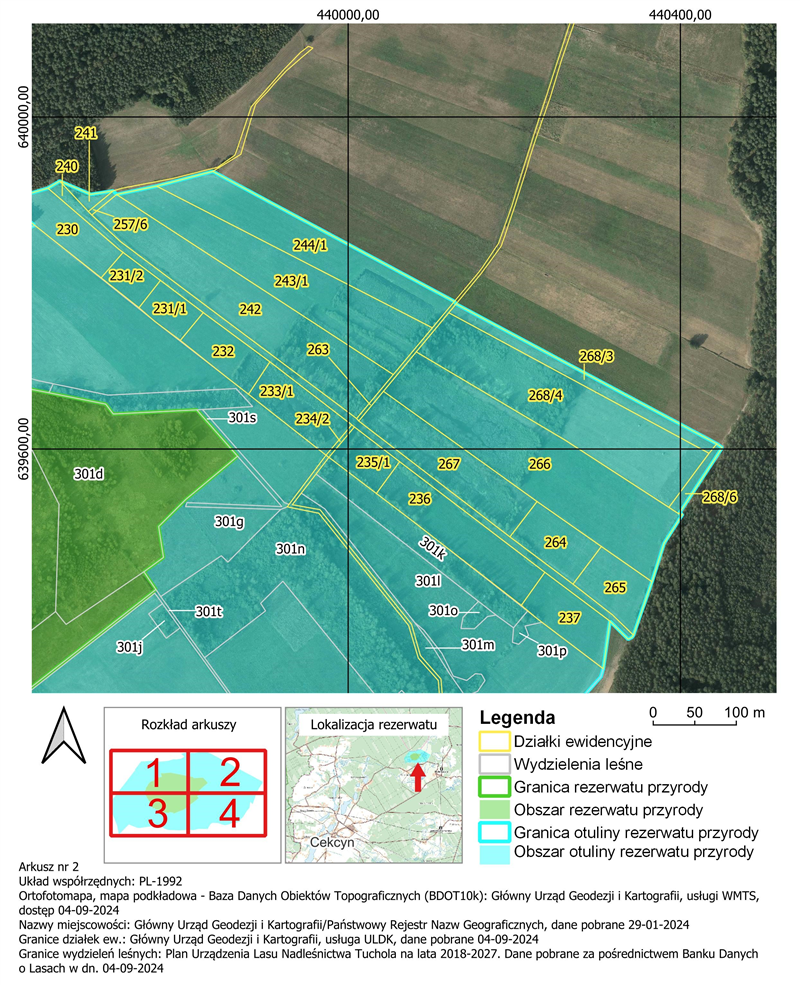 440000,00
440400,00
640000,00
241
240
230
257/6
244/1
231/2
243/1
231/1
242
232
263
268/3
233/1
268/4
301s
234/2
639600,00
235/1
267
266
301d
236
268/6
301g
264
301n
301k
301l
265
301t
301o
237
301j
301m
301p
Rozkład arkuszy
1
2
3
4
Lokalizacja rezerwatu
Cekcyn
Legenda
0 50 100 m
Działki ewidencyjne
Wydzielenia leśne
Granica rezerwatu przyrody
Obszar rezerwatu przyrody
Granica otuliny rezerwatu przyrody
Obszar otuliny rezerwatu przyrody
Arkusz nr 2
Układ współrzędnych: PL-1992
Ortofotomapa, mapa podkładowa - Baza Danych Obiektów Topograficznych (BDOT10k): Główny Urząd Geodezji i Kartografii, usługi WMTS,
dostęp 04-09-2024
Nazwy miejscowości: Główny Urząd Geodezji i Kartografii/Państwowy Rejestr Nazw Geograficznych, dane pobrane 29-01-2024
Granice działek ew.: Główny Urząd Geodezji i Kartografii, usługa ULDK, dane pobrane 04-09-2024
Granice wydzieleń leśnych: Plan Urządzenia Lasu Nadleśnictwa Tuchola na lata 2018-2027. Dane pobrane za pośrednictwem Banku Danych
o Lasach w dn. 04-09-2024